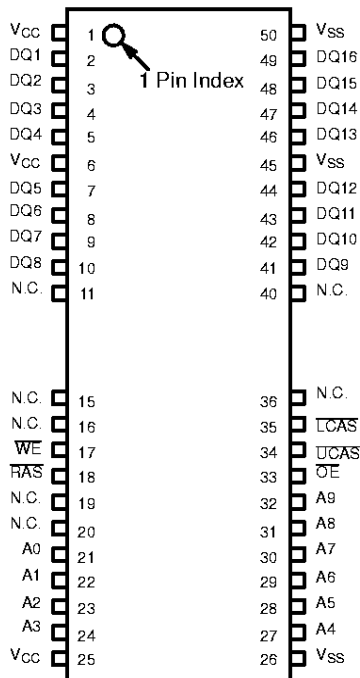 VCC 1 50 VSS
DQ1 2 49 DQ16
1 Pin Index
DQ2 3 48 DQ15
DQ3 4 47 DQ14
DQ4 5 46 DQ13
VCC 6 45 VSS
DQ5 7 44 DQ12
DQ6 8 43 DQ11
DQ7 9 42 DQ10
DQ8 10 41 DQ9
N.C. 11 40 N.C.
N.C. 15 36 N.C.
N.C. 16 35 LCAS
WE 17 34 UCAS
RAS 18 33 OE
N.C. 19 32 A9
N.C. 20 31 A8
A0 21 30 A7
A1 22 29 A6
A2 23 28 A5
A3 24 27 A4
VCC 25 26 VSS